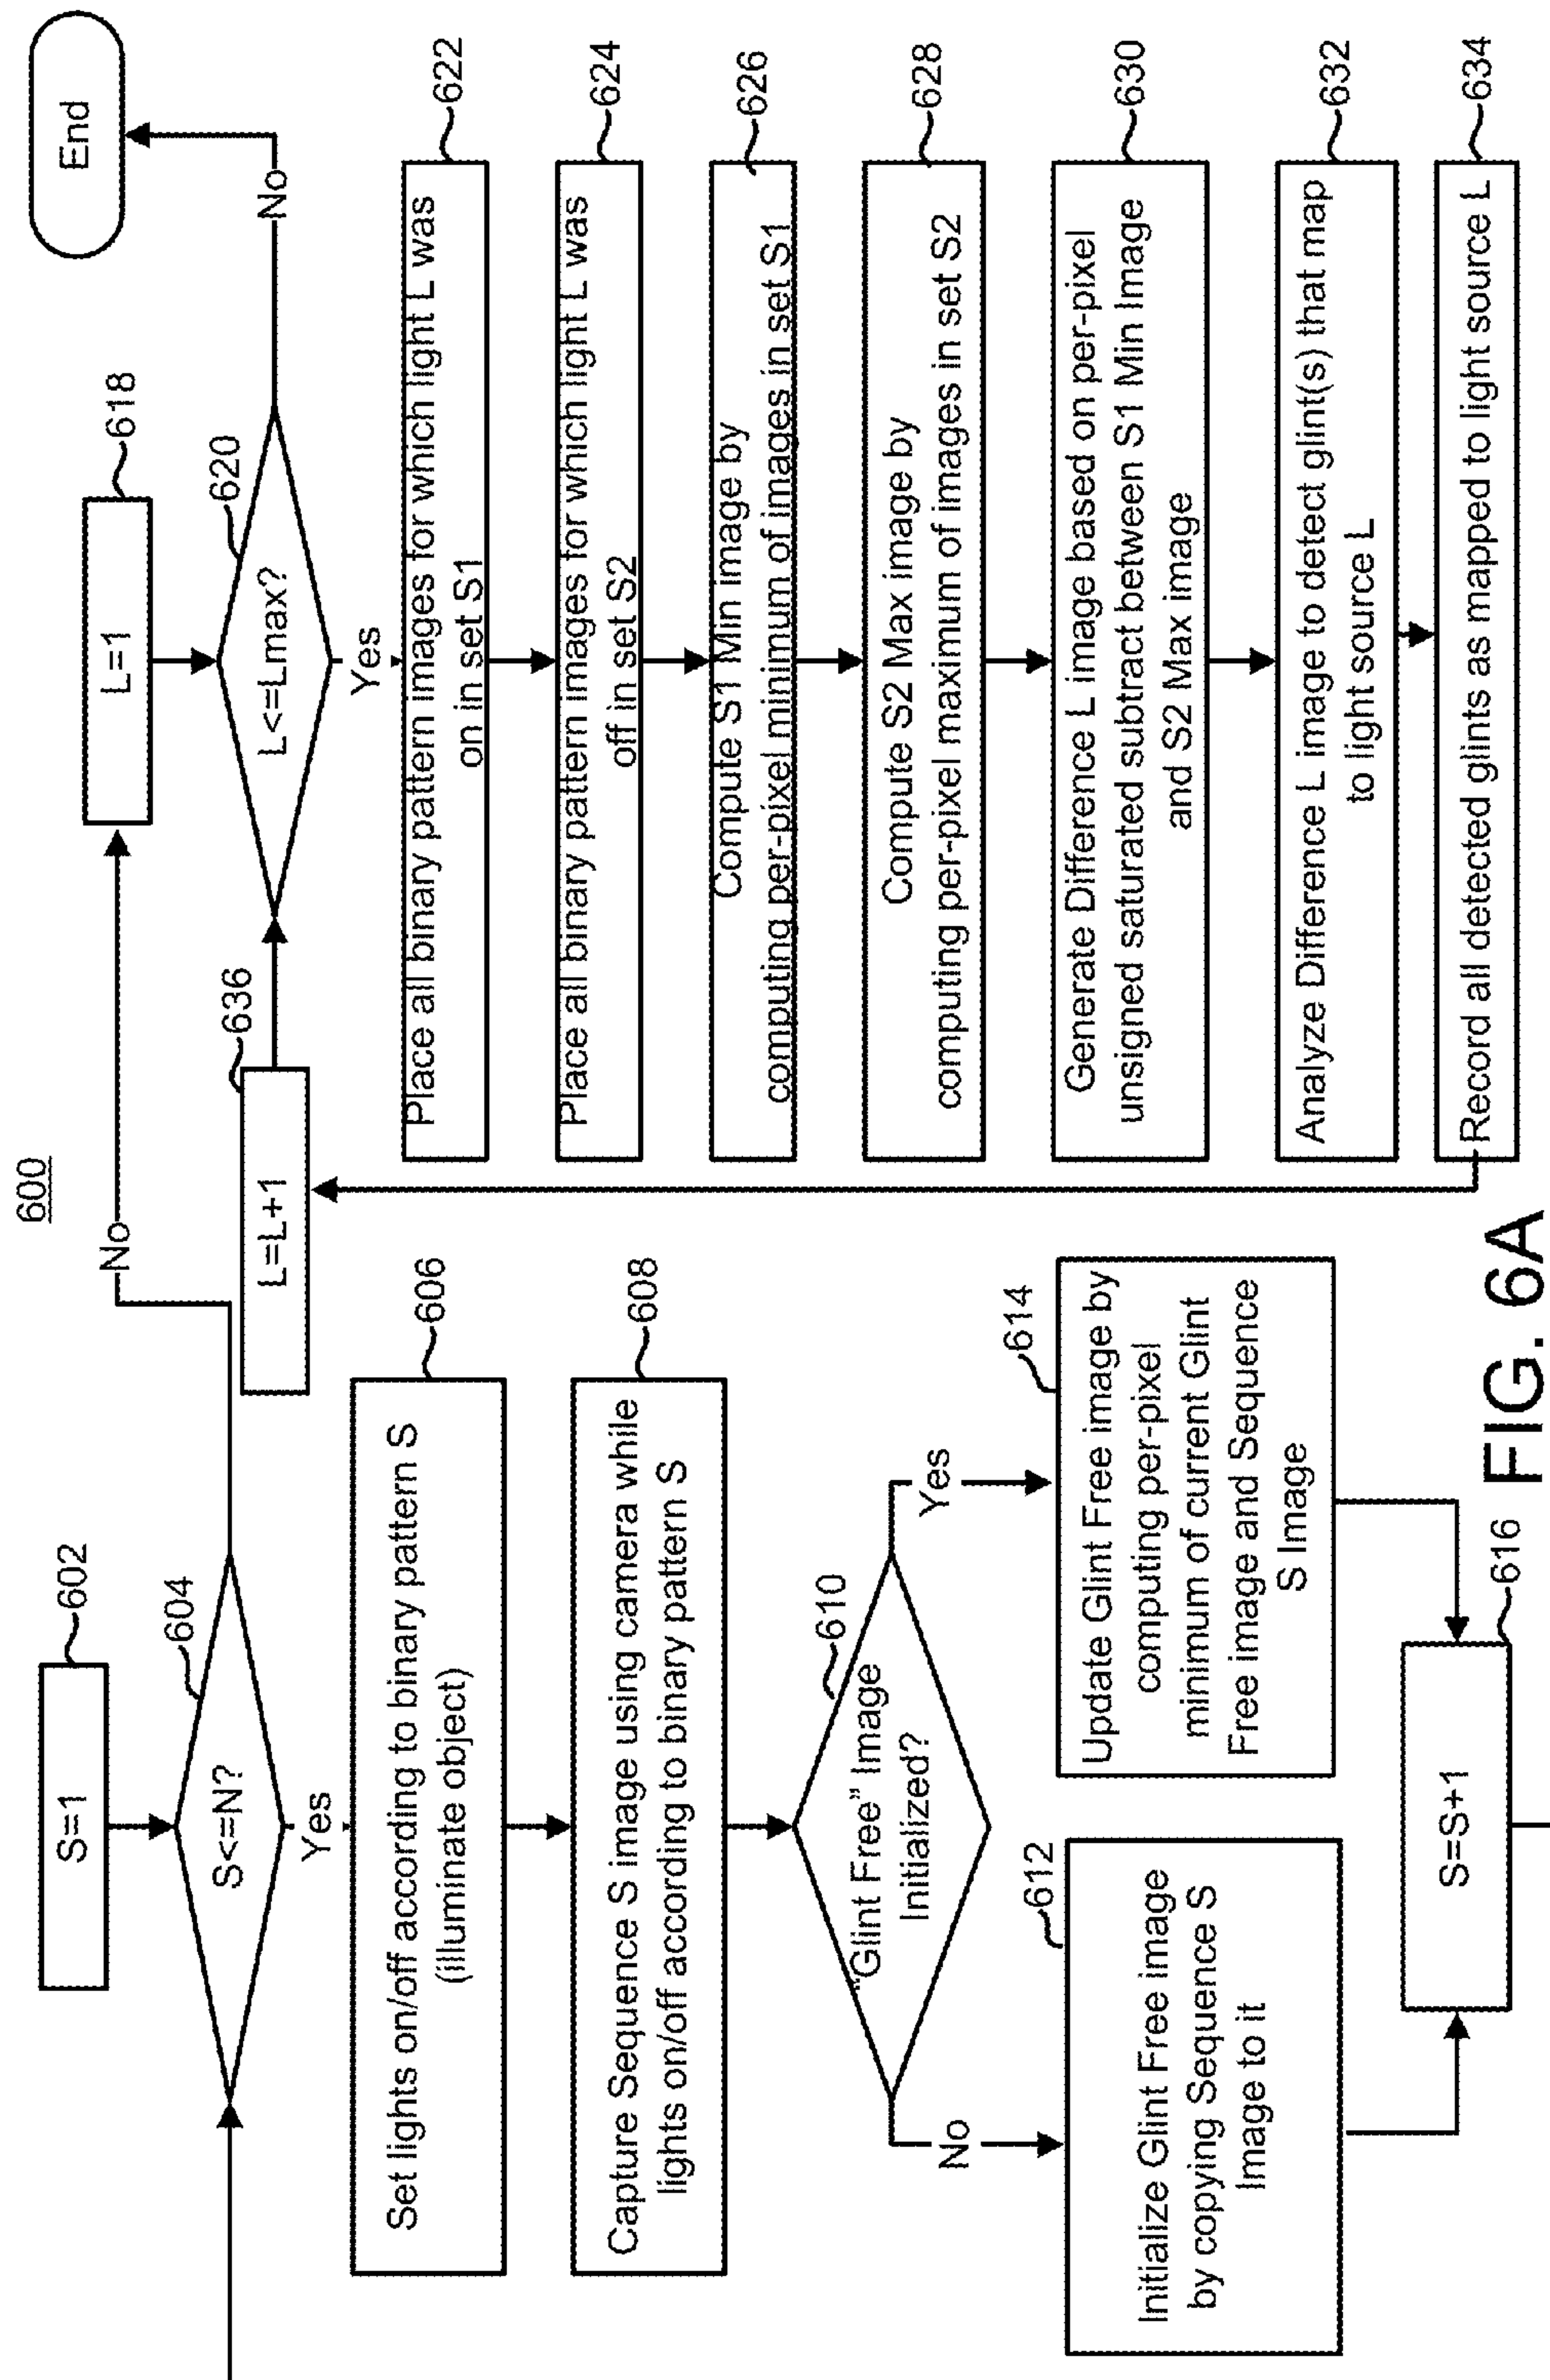 600
S=1
602
S<=N?
604
No
Yes
Set lights on/off according to binary pattern S
(illuminate object)
606
Capture Sequence S image using camera while
lights on/off according to binary pattern S
608
"Glint Free" Image
Initialized?
610
No
Yes
612
Initialize Glint Free image
by copying Sequence S
Image to it
614
Update Glint Free image by
computing per-pixel
minimum of current Glint
Free image and Sequence
S Image
S=S+1
616
L=1
618
L<=Lmax?
620
No
End
Yes
L=L+1
636
Place all binary pattern images for which light L was
on in set S1
622
Place all binary pattern images for which light L was
off in set S2
624
Compute S1 Min image by
computing per-pixel minimum of images in set S1
626
Compute S2 Max image by
computing per-pixel maximum of images in set S2
628
Generate Difference L image based on per-pixel
unsigned saturated subtract between S1 Min Image
and S2 Max image
630
Analyze Difference L image to detect glint(s) that map
to light source L
632
Record all detected glints as mapped to light source L
634
FIG. 6A